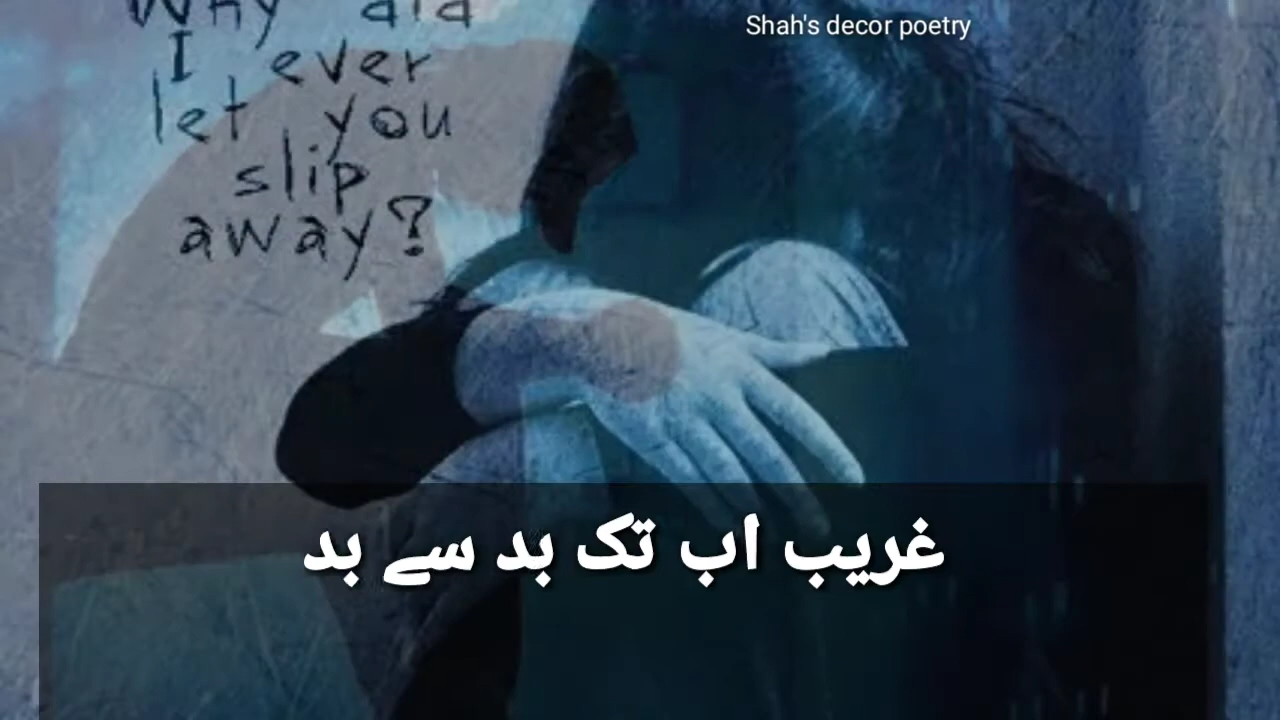 Why did
I ever
let you
slip
away?
Shah's decor poetry
غریب اب تک بد سے بد